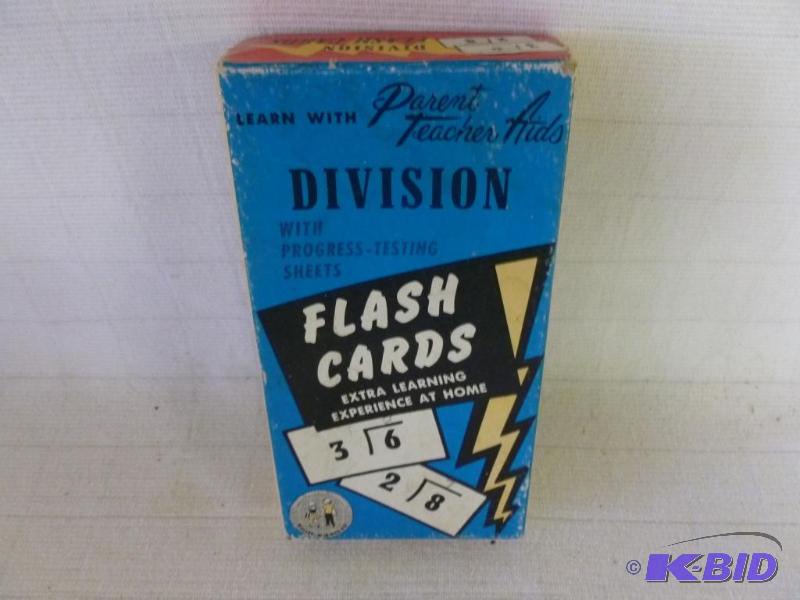 DIVISION
LEARN WITH Parent
Teacher Aids
DIVISION
WITH
PROGRESS-TESTING
SHEETS
FLASH
CARDS
EXTRA LEARNING
EXPERIENCE AT HOME
3 6
2 8
© K-BID